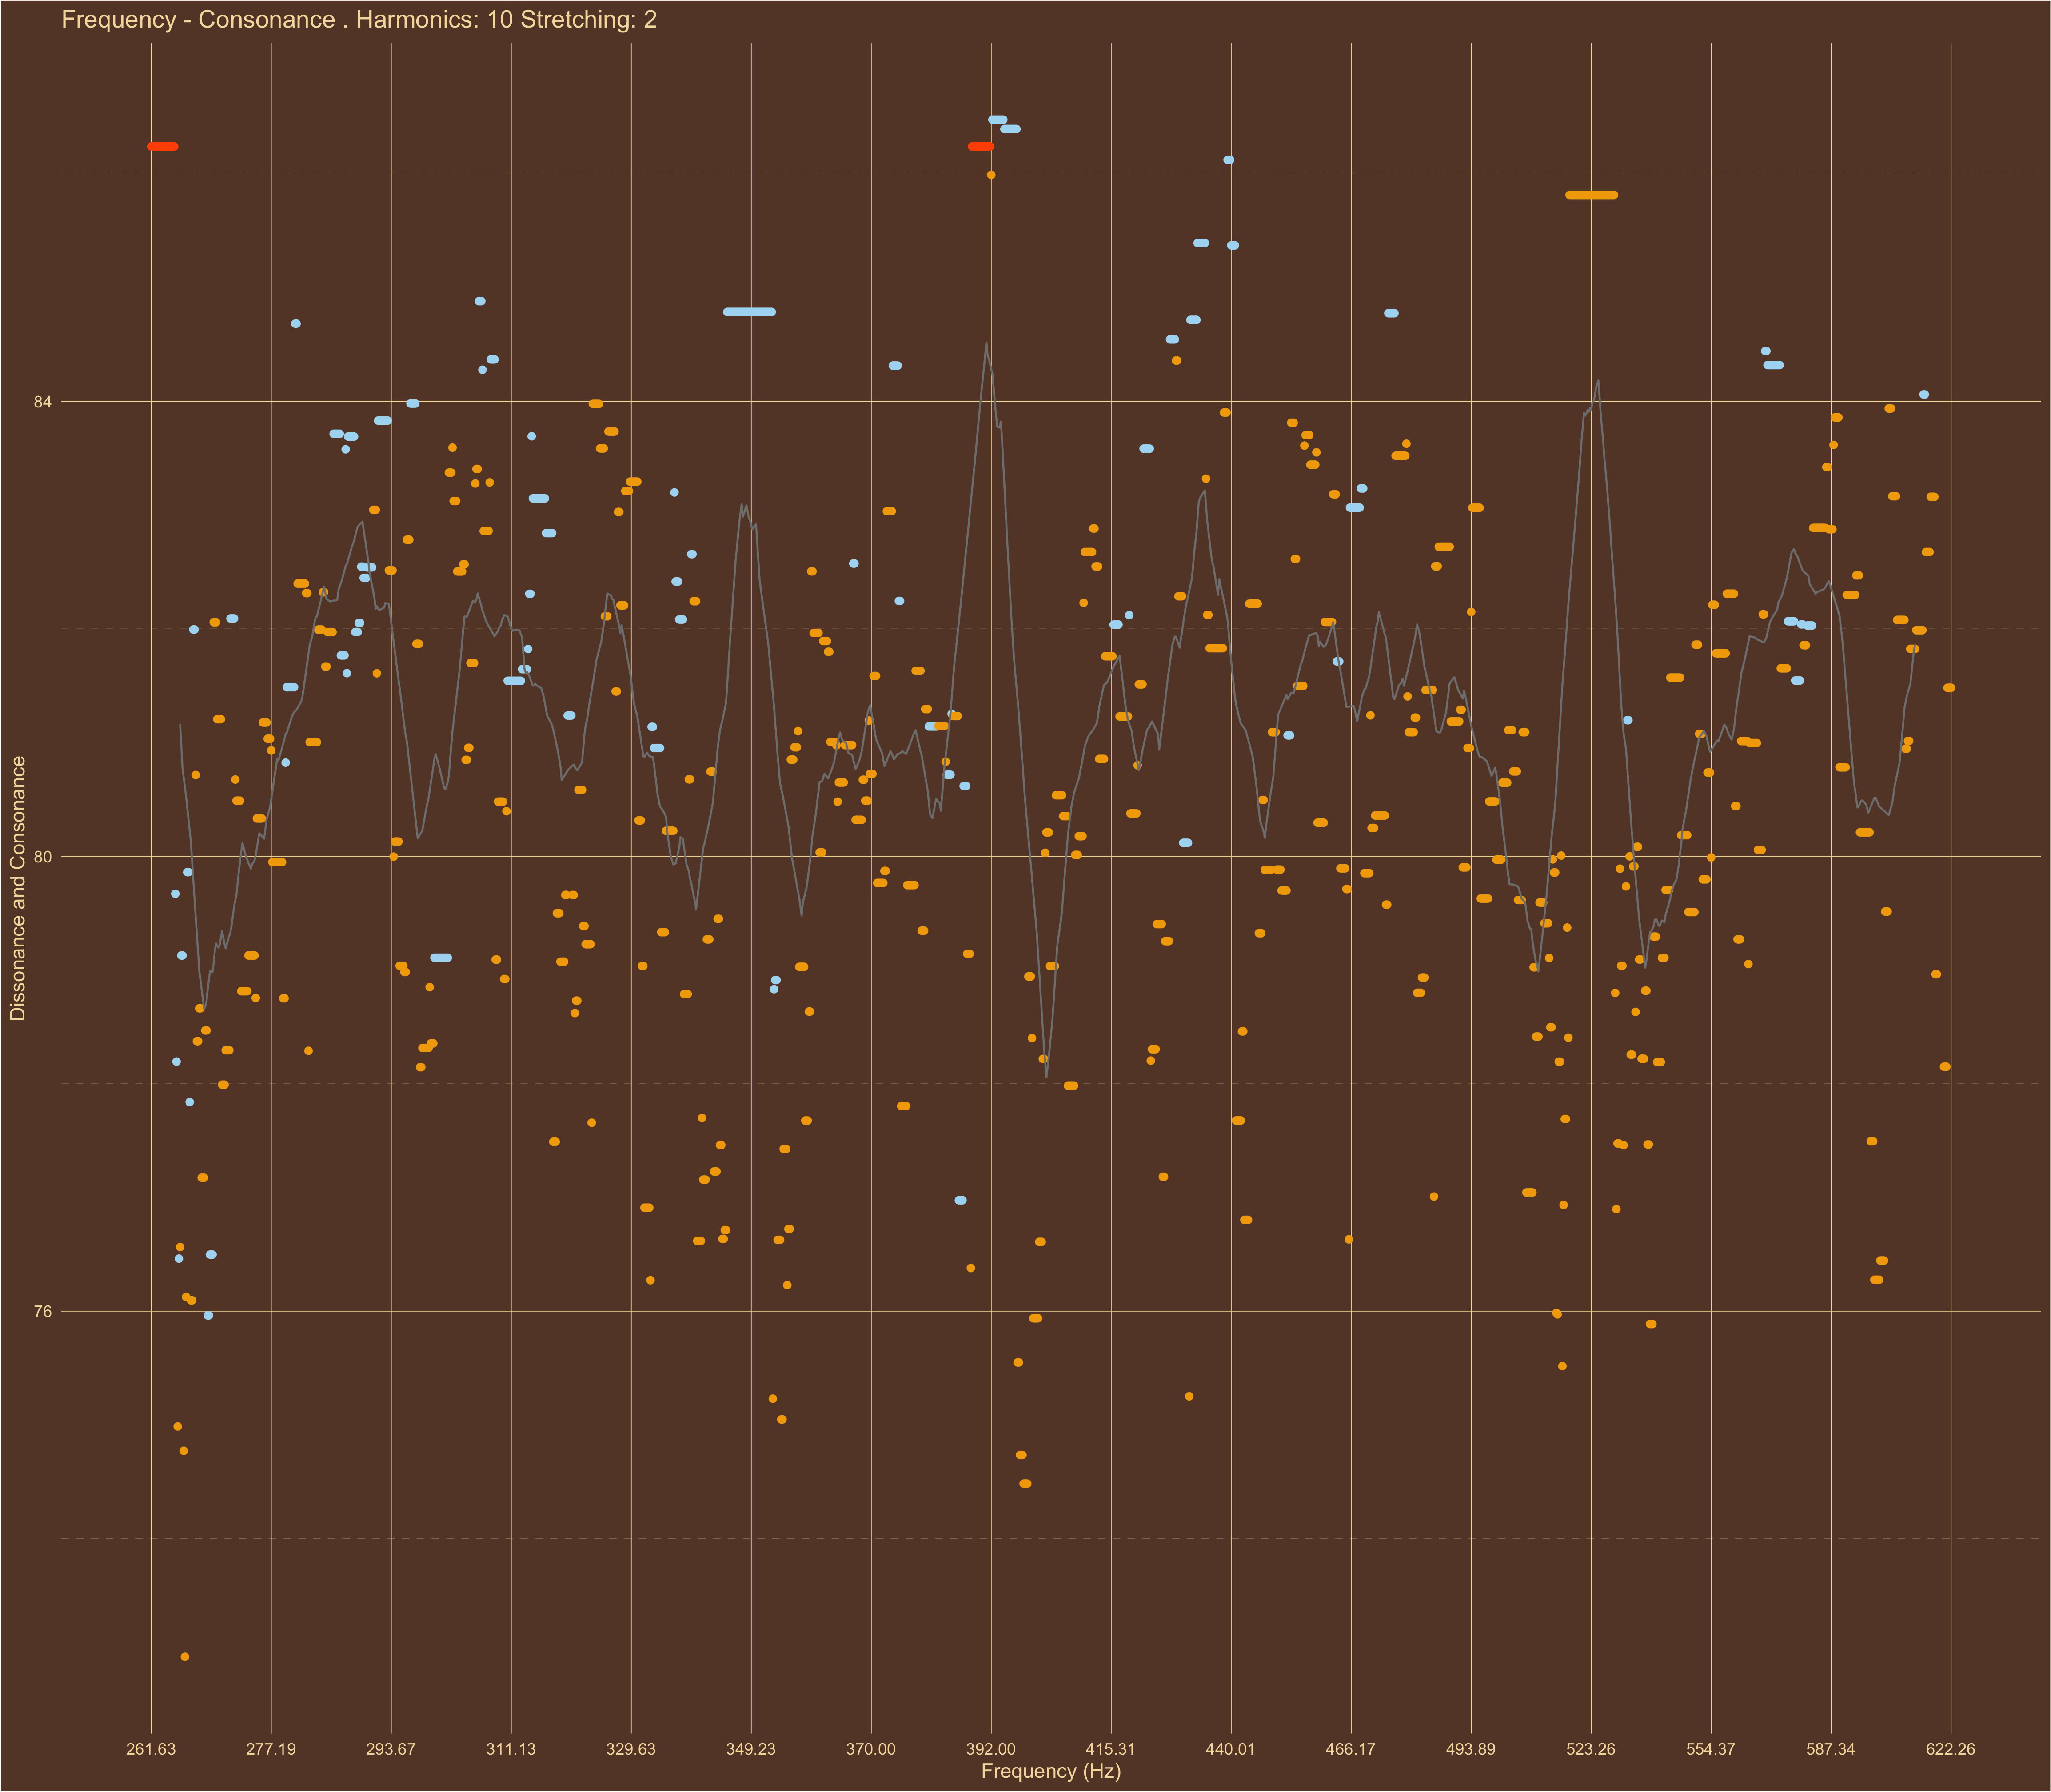 Frequency - Consonance . Harmonics: 10 Stretching: 2
Dissonance and Consonance
84
80
76
261.63 277.19 293.67 311.13 329.63 349.23 370.00 392.00 415.31 440.01 466.17 493.89 523.26 554.37 587.34 622.26
Frequency (Hz)